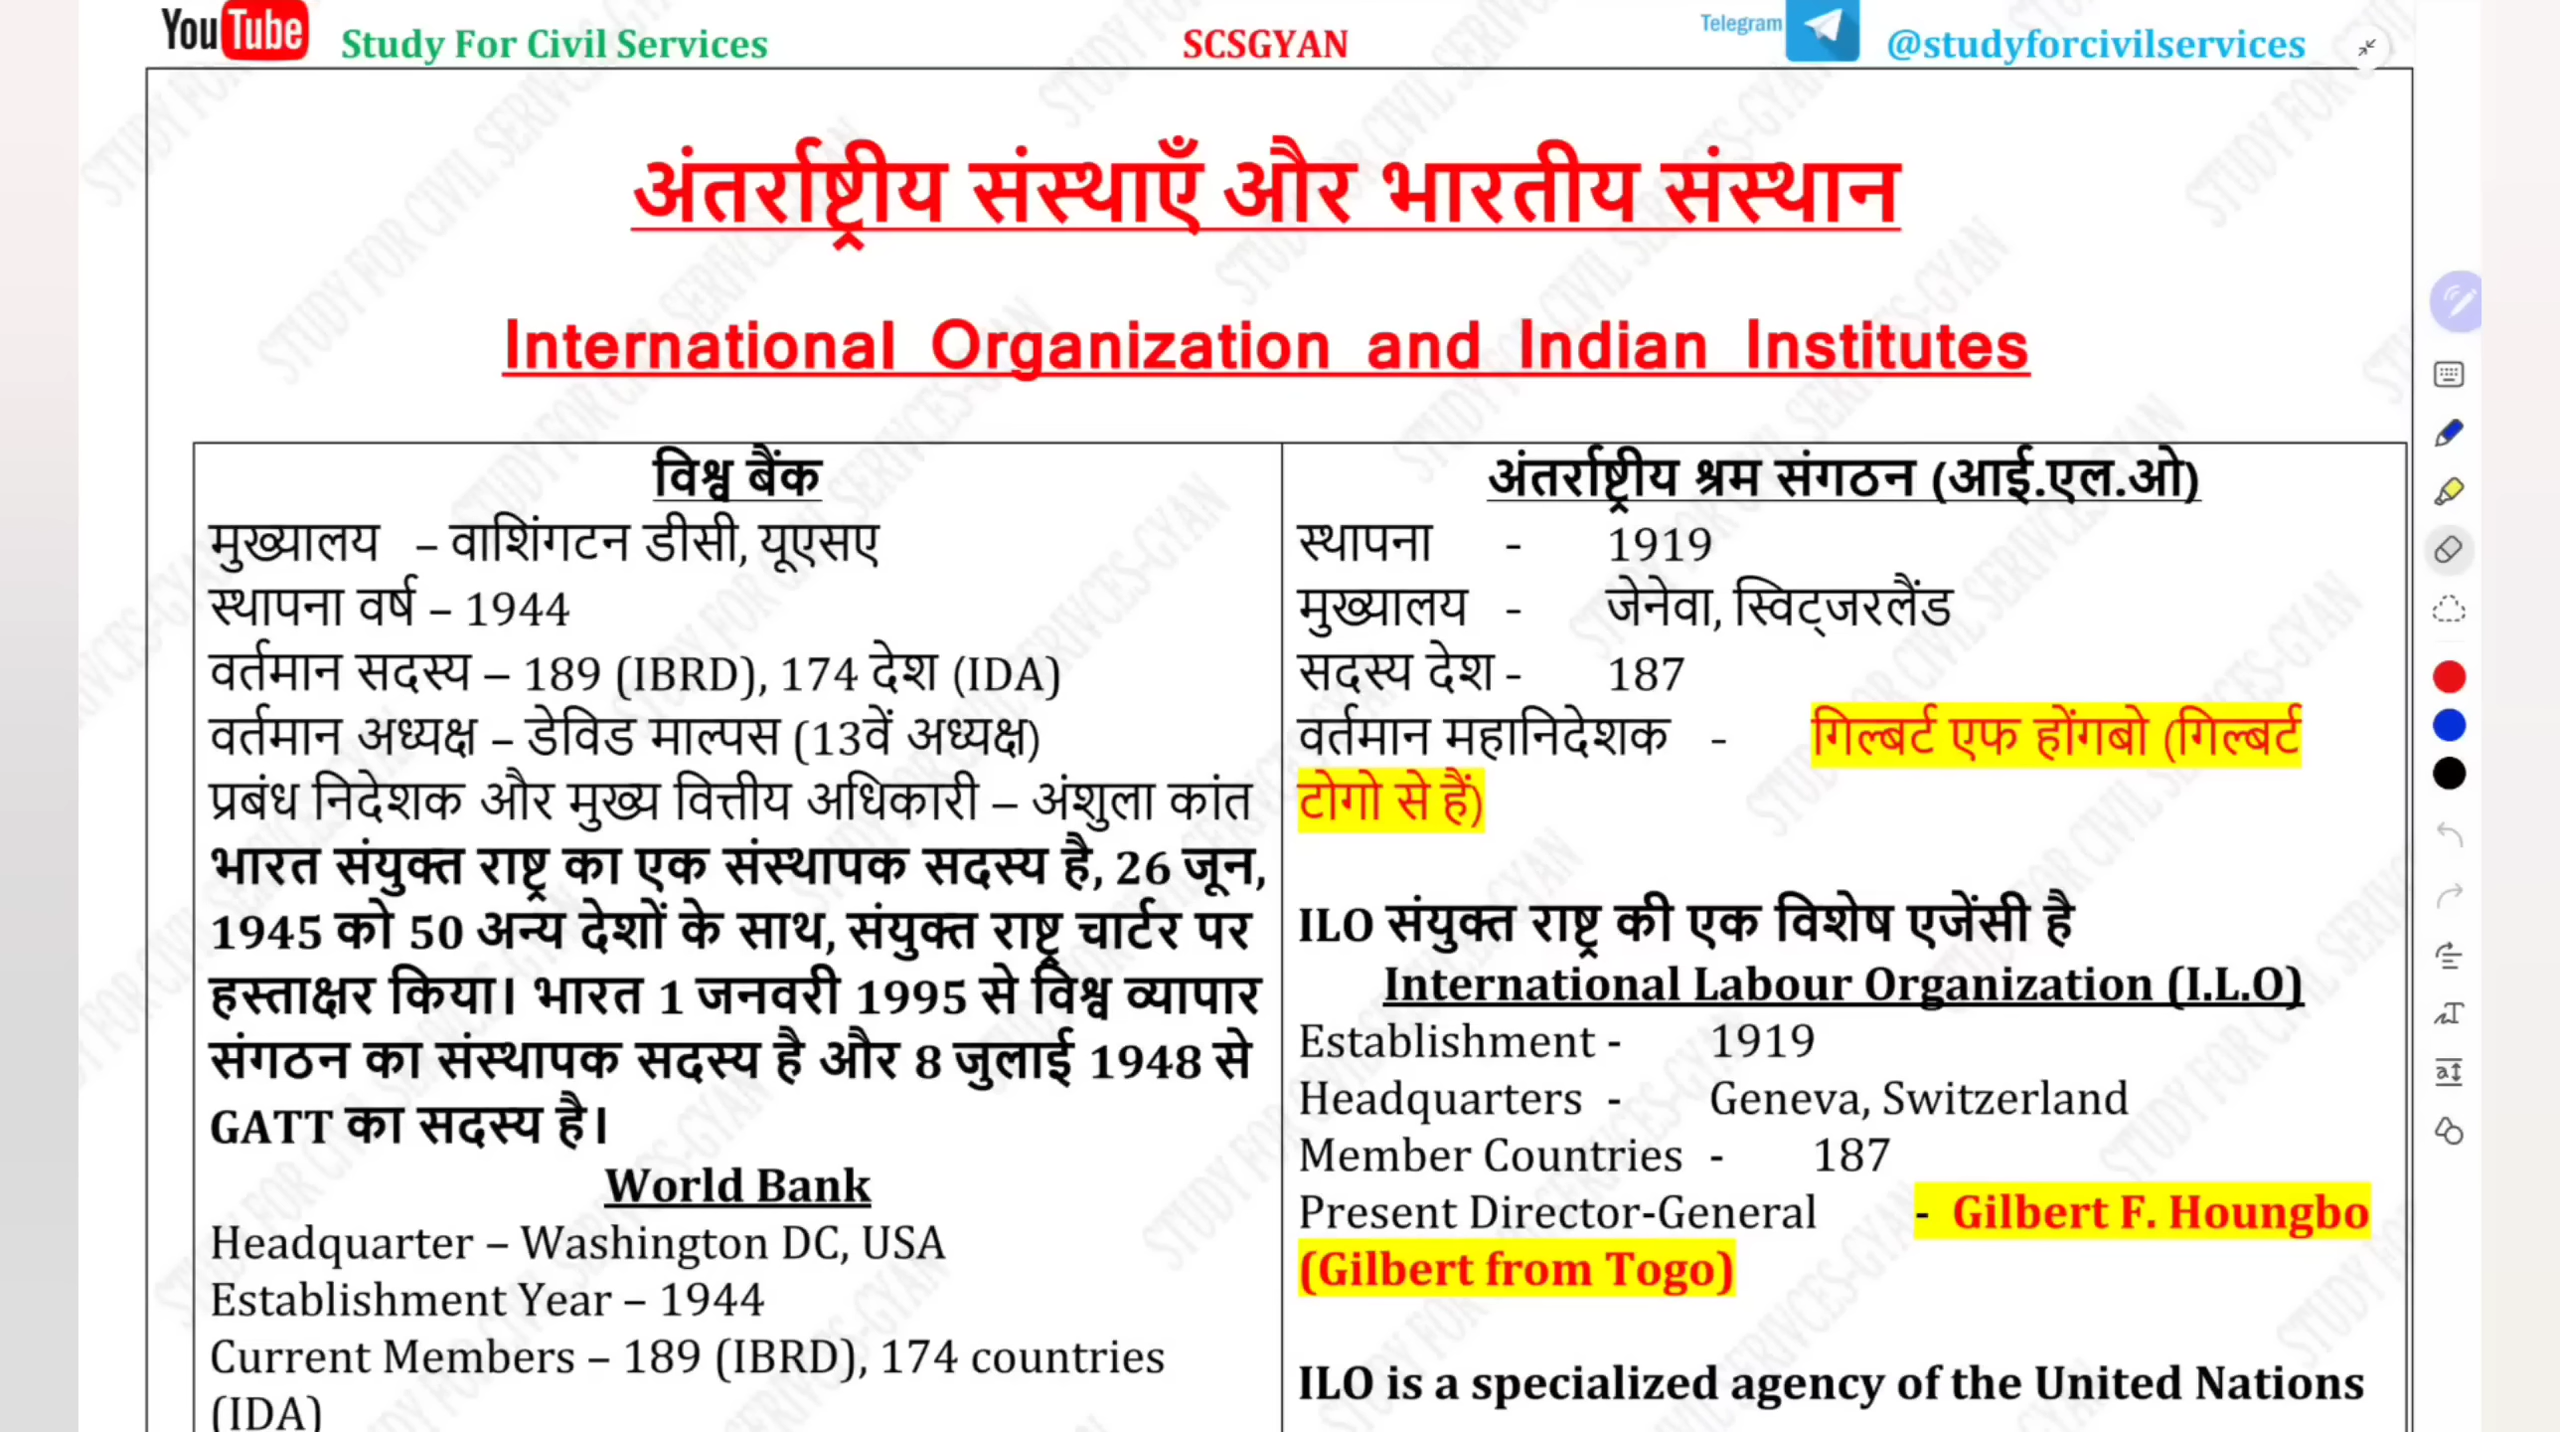 YouTube Study For Civil Services SCSGYAN Telegram @studyforcivilservices
अंतर्राष्ट्रीय संस्थाएँ और भारतीय संस्थान
International Organization and Indian Institutes
विश्व बैंक
मुख्यालय – वाशिंगटन डीसी, यूएसए
स्थापना वर्ष – 1944
वर्तमान सदस्य – 189 (IBRD), 174 देश (IDA)
वर्तमान अध्यक्ष – डेविड माल्पस (13वें अध्यक्ष)
प्रबंध निदेशक और मुख्य वित्तीय अधिकारी – अंशुला कांत
भारत संयुक्त राष्ट्र का एक संस्थापक सदस्य है, 26 जून,
1945 को 50 अन्य देशों के साथ, संयुक्त राष्ट्र चार्टर पर
हस्ताक्षर किया। भारत 1 जनवरी 1995 से विश्व व्यापार
संगठन का संस्थापक सदस्य है और 8 जुलाई 1948 से
GATT का सदस्य है।
World Bank
Headquarter – Washington DC, USA
Establishment Year – 1944
Current Members – 189 (IBRD), 174 countries
(IDA)
अंतर्राष्ट्रीय श्रम संगठन (आई.एल.ओ)
स्थापना - 1919
मुख्यालय - जेनेवा, स्विट्जरलैंड
सदस्य देश - 187
वर्तमान महानिदेशक - गिल्बर्ट एफ होंगबो (गिल्बर्ट
टोगो से हैं)
ILO संयुक्त राष्ट्र की एक विशेष एजेंसी है
International Labour Organization (I.L.O)
Establishment - 1919
Headquarters - Geneva, Switzerland
Member Countries - 187
Present Director-General - Gilbert F. Houngbo
(Gilbert from Togo)
ILO is a specialized agency of the United Nations
STUDY FOR CIVIL SERIVCES-GYAN